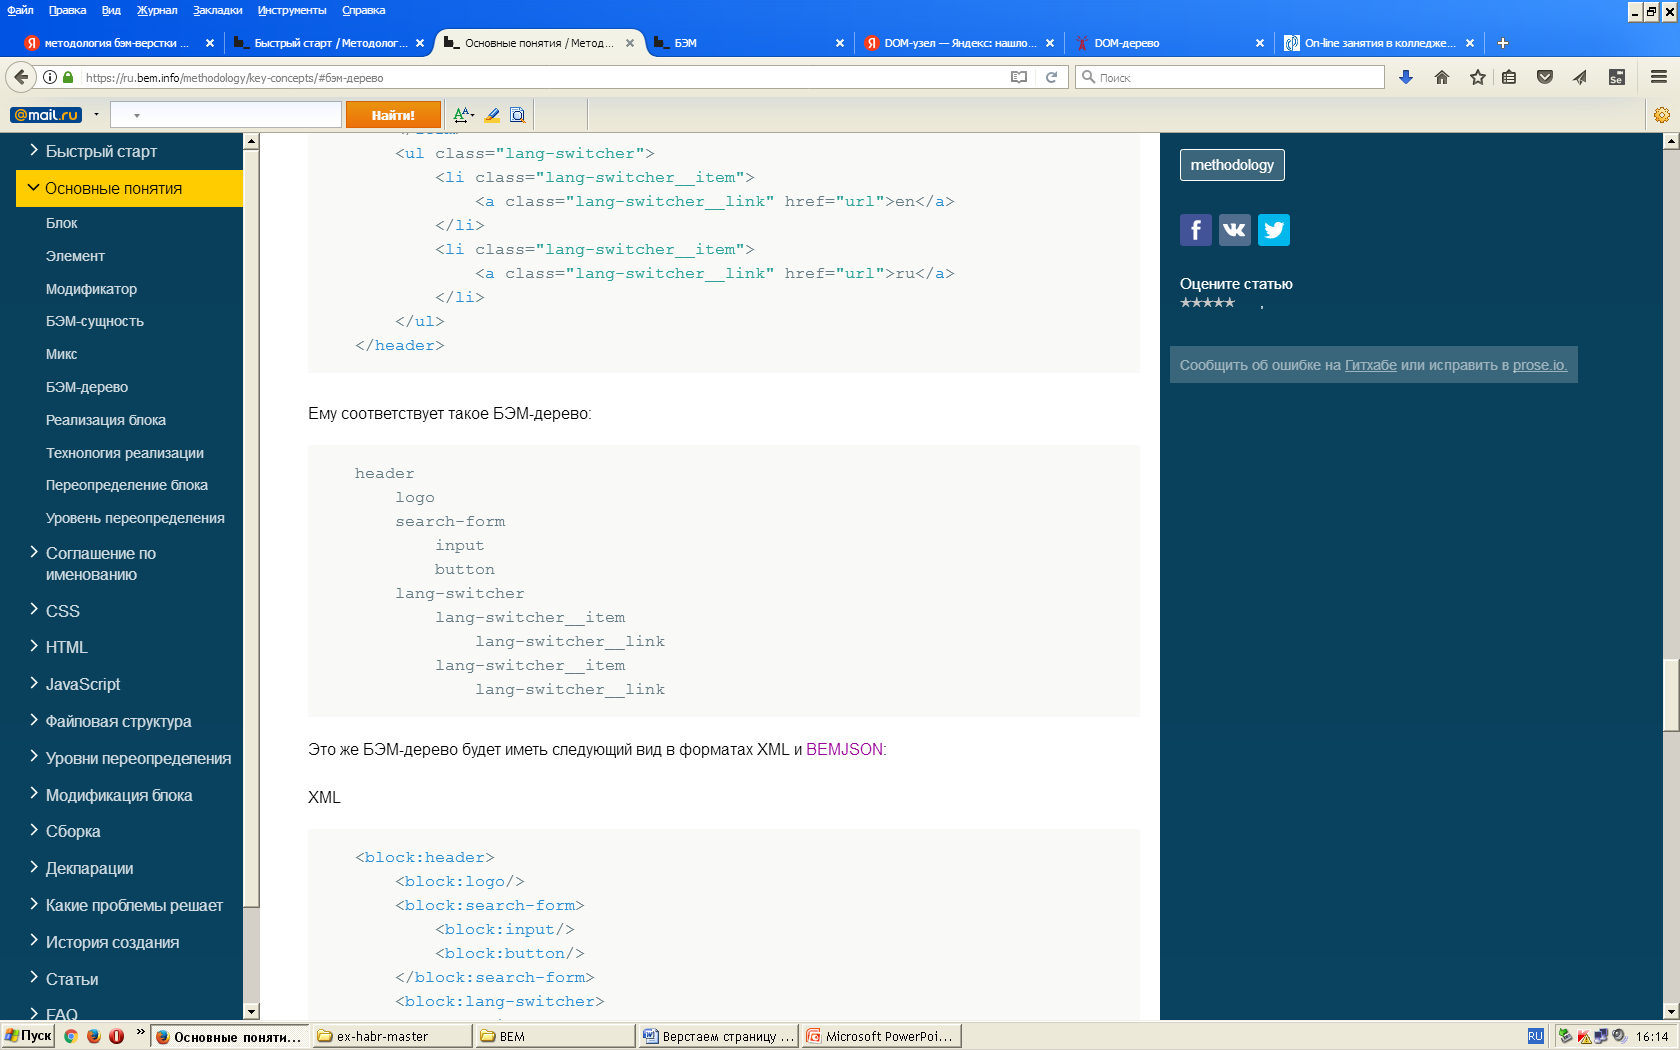 Файл Правка Вид Журнал Закладки Инструменты Справка
методология бэм-верстки ...
Быстрый старт / Методолог...
Основные понятия / Метод...
БЭМ
DOM-узел — Яндекс: нашло...
DOM-дерево
On-line занятия в колледже...
https://ru.bem.info/methodology/key-concepts/#бэм-дерево
Поиск
Se
@mail.ru
Найти!
Быстрый старт
Основные понятия
Блок
Элемент
Модификатор
БЭМ-сущность
Микс
БЭМ-дерево
Реализация блока
Технология реализации
Переопределение блока
Уровень переопределения
Соглашение по
именованию
CSS
HTML
JavaScript
Файловая структура
Уровни переопределения
Модификация блока
Сборка
Декларации
Какие проблемы решает
История создания
Статьи
FAQ
<ul class="lang-switcher">
<li class="lang-switcher__item">
<a class="lang-switcher__link" href="url">en</a>
</li>
<li class="lang-switcher__item">
<a class="lang-switcher__link" href="url">ru</a>
</li>
</ul>
</header>
Ему соответствует такое БЭМ-дерево:
header
logo
search-form
input
button
lang-switcher
lang-switcher__item
lang-switcher__link
lang-switcher__item
lang-switcher__link
Это же БЭМ-дерево будет иметь следующий вид в форматах XML и BEMJSON:
XML
<block:header>
<block:logo/>
<block:search-form>
<block:input/>
<block:button/>
</block:search-form>
<block:lang-switcher>
methodology
Оцените статью
Сообщить об ошибке на Гитхабе или исправить в prose.io.
Пуск
Основные поняти...
ex-habr-master
BEM
Верстаем страницу ...
Microsoft PowerPoi...
RU
16:14